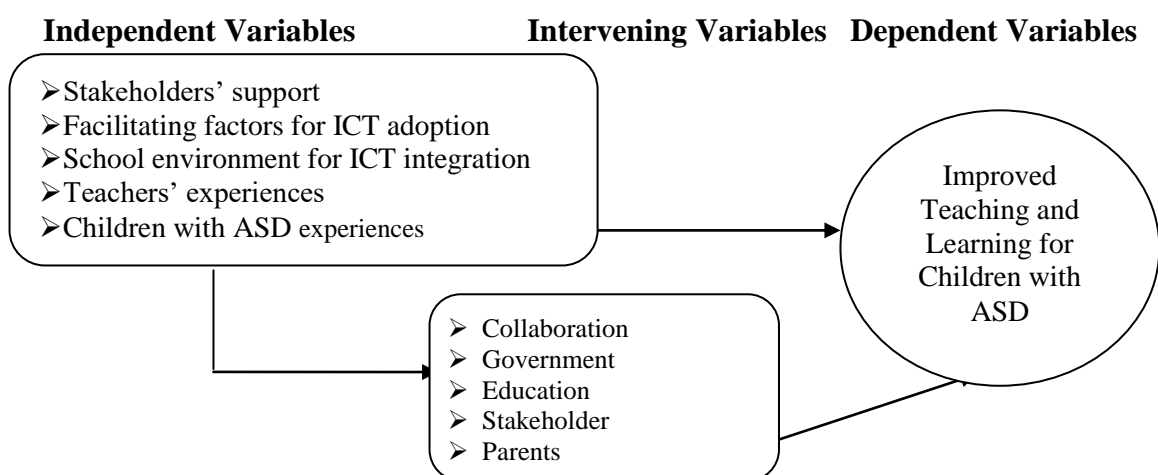 Independent Variables Intervening Variables Dependent Variables
➢Stakeholders’ support
➢Facilitating factors for ICT adoption
➢School environment for ICT integration
➢Teachers’ experiences
➢Children with ASD experiences
Improved
Teaching and
Learning for
Children with
ASD
➢ Collaboration
➢ Government
➢ Education
➢ Stakeholder
➢ Parents